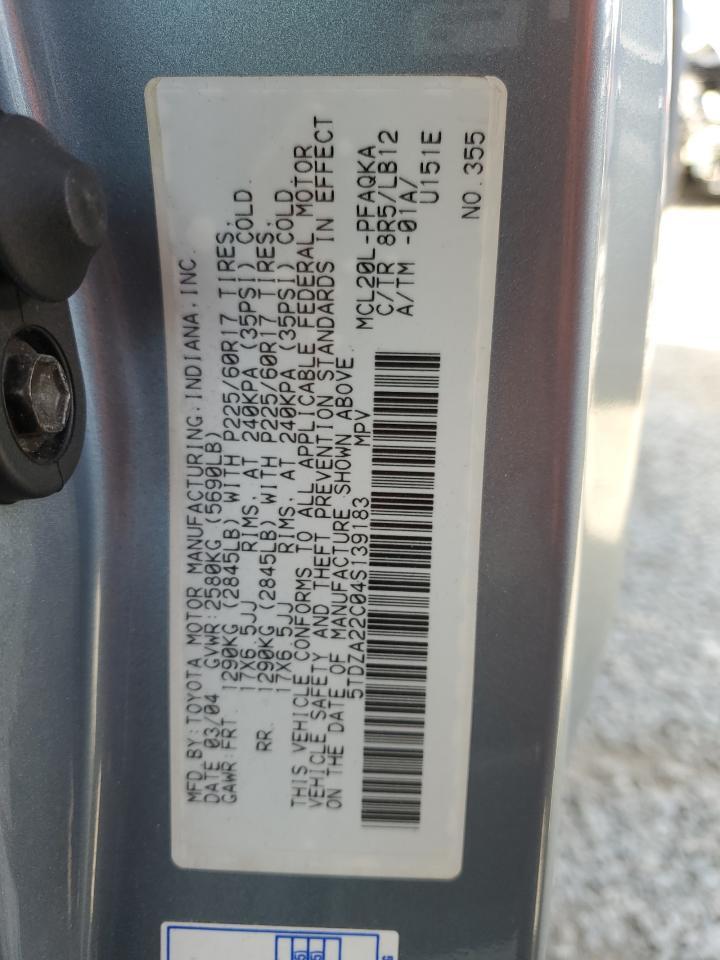 MFD BY:TOYOTA MOTOR MANUFACTURING.INDIANA,INC.
DATE 03/04 GVWR:2580KG (5690LB)
GAWR:FRT 1290KG (2845LB) WITH P225/60R17 TIRES.
17X6.5JJ RIMS, AT 240KPA (35PSI) COLD
RR. 1290KG (2845LB) WITH P225/60R17 TIRES.
17X6.5JJ RIMS, AT 240KPA (35PSI) COLD
THIS VEHICLE CONFORMS TO ALL APPLICABLE FEDERAL MOTOR
VEHICLE SAFETY AND THEFT PREVENTION STANDARDS IN EFFECT
ON THE DATE OF MANUFACTURE SHOWN ABOVE.
5TDZA22C04S139183 MPV
MCL20L-PFAQKA
C/TR 8R5/LB12
A/TM -01A/
U151E
NO.355